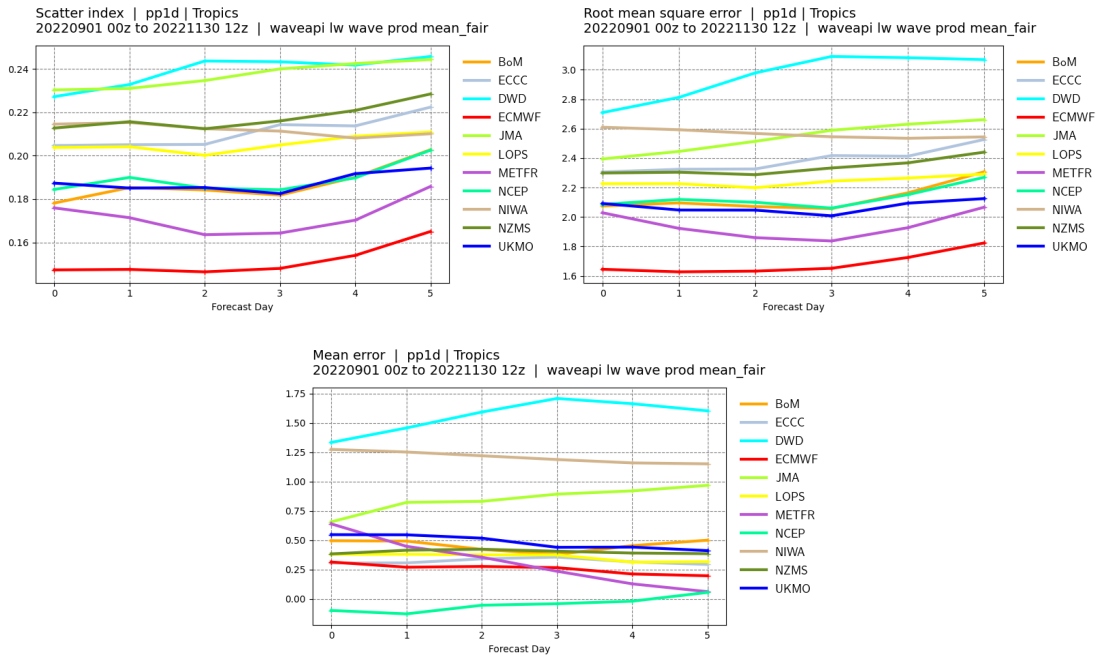 Scatter index | pp1d | Tropics
20220901 00z to 20221130 12z | waveapi lw wave prod mean_fair
0.24
0.22
0.20
0.18
0.16
0 1 2 3 4 5
Forecast Day
BoM
ECCC
DWD
ECMWF
JMA
LOPS
METFR
NCEP
NIWA
NZMS
UKMO
Root mean square error | pp1d | Tropics
20220901 00z to 20221130 12z | waveapi lw wave prod mean_fair
3.0
2.8
2.6
2.4
2.2
2.0
1.8
1.6
0 1 2 3 4 5
Forecast Day
BoM
ECCC
DWD
ECMWF
JMA
LOPS
METFR
NCEP
NIWA
NZMS
UKMO
Mean error | pp1d | Tropics
20220901 00z to 20221130 12z | waveapi lw wave prod mean_fair
1.75
1.50
1.25
1.00
0.75
0.50
0.25
0.00
0 1 2 3 4 5
Forecast Day
BoM
ECCC
DWD
ECMWF
JMA
LOPS
METFR
NCEP
NIWA
NZMS
UKMO